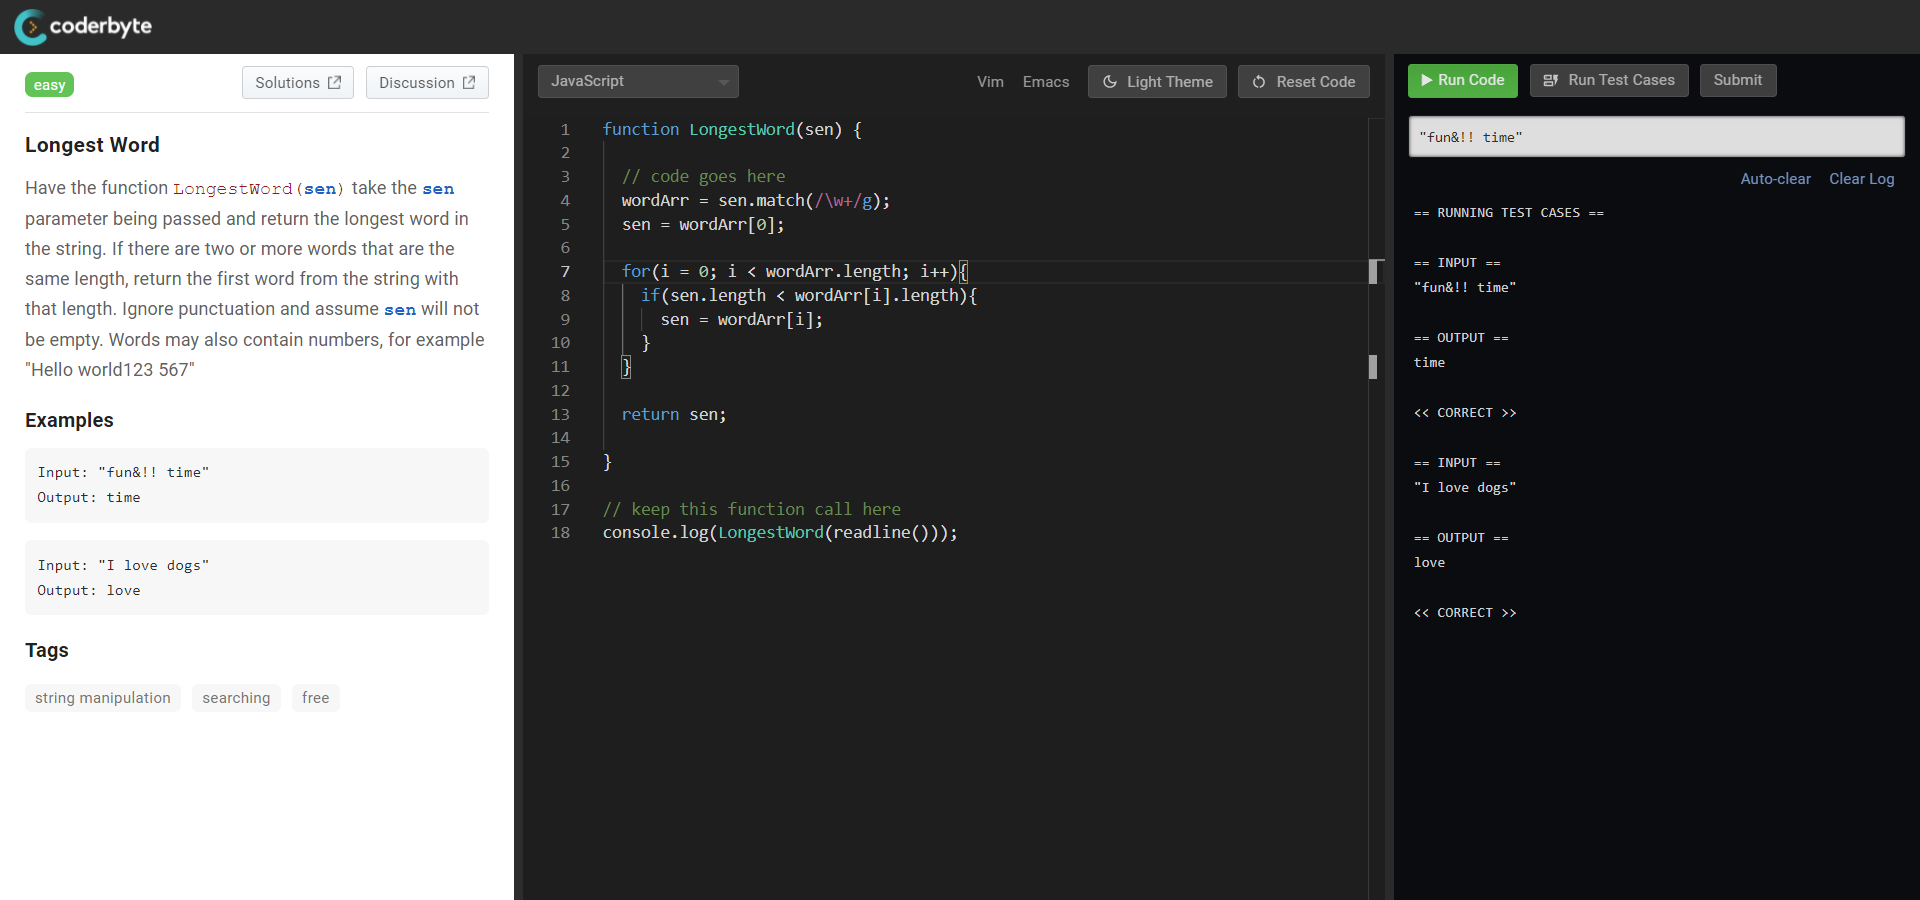 coderbyte
easy
Solutions
Discussion
Longest Word
Have the function LongestWord(sen) take the sen
parameter being passed and return the longest word in
the string. If there are two or more words that are the
same length, return the first word from the string with
that length. Ignore punctuation and assume sen will not
be empty. Words may also contain numbers, for example
"Hello world123 567"
Examples
Input: "fun&!! time"
Output: time
Input: "I love dogs"
Output: love
Tags
string manipulation
searching
free
JavaScript
Vim
Emacs
Light Theme
Reset Code
1 function LongestWord(sen) {
2
3 // code goes here
4 wordArr = sen.match(/\w+/g);
5 sen = wordArr[0];
6
7 for(i = 0; i < wordArr.length; i++){
8 if(sen.length < wordArr[i].length){
9 sen = wordArr[i];
10 }
11 }
12
13 return sen;
14
15 }
16
17 // keep this function call here
18 console.log(LongestWord(readline()));
Run Code
Run Test Cases
Submit
"fun&!! time"
Auto-clear
Clear Log
== RUNNING TEST CASES ==
== INPUT ==
"fun&!! time"
== OUTPUT ==
time
<< CORRECT >>
== INPUT ==
"I love dogs"
== OUTPUT ==
love
<< CORRECT >>